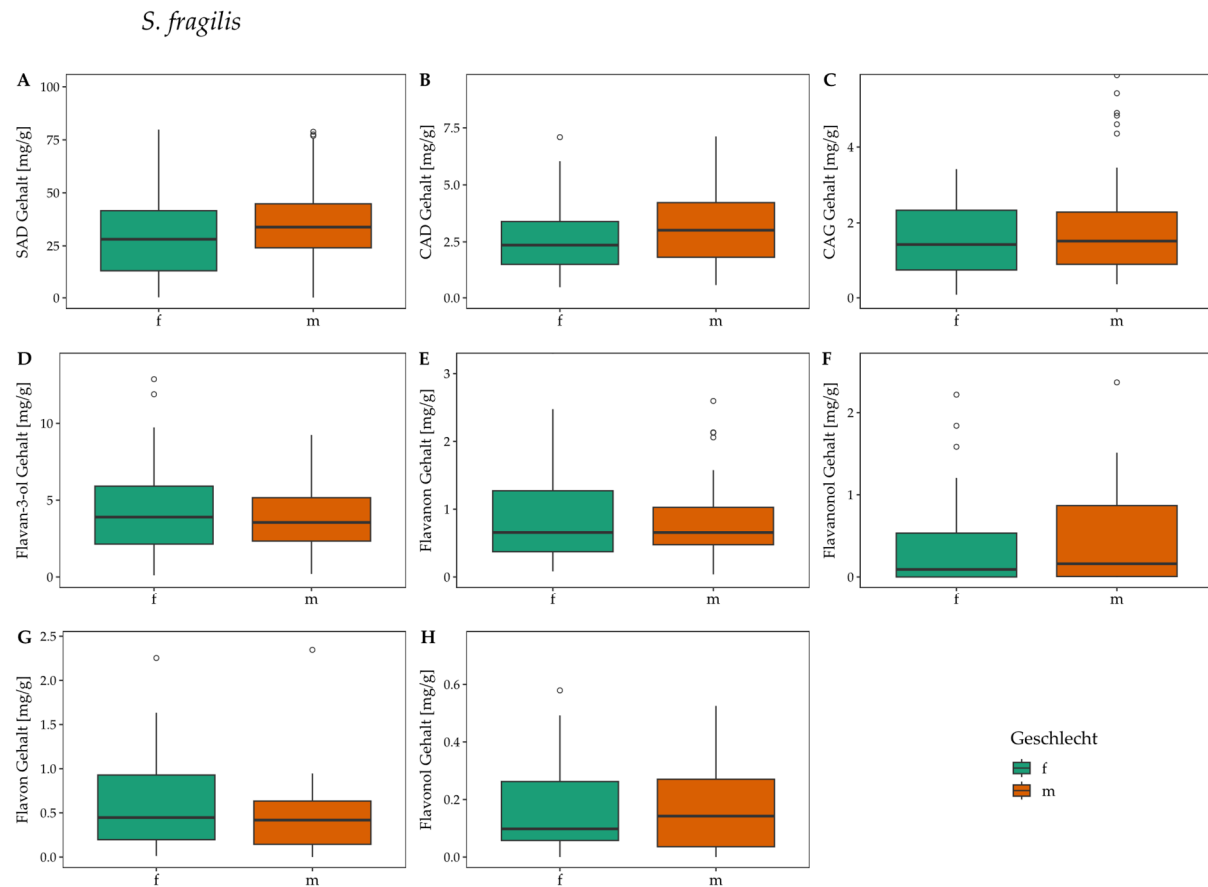 S. fragilis
A
SAD Gehalt [mg/g]
100
75
50
25
0
f m
B
CAD Gehalt [mg/g]
7.5
5.0
2.5
0.0
f m
C
CAG Gehalt [mg/g]
4
2
0
f m
D
Flavan-3-ol Gehalt [mg/g]
10
5
0
f m
E
Flavanon Gehalt [mg/g]
3
2
1
0
f m
F
Flavanonol Gehalt [mg/g]
2
1
0
f m
G
Flavon Gehalt [mg/g]
2.5
2.0
1.5
1.0
0.5
0.0
f m
H
Flavonol Gehalt [mg/g]
0.6
0.4
0.2
0.0
f m
Geschlecht
f
m